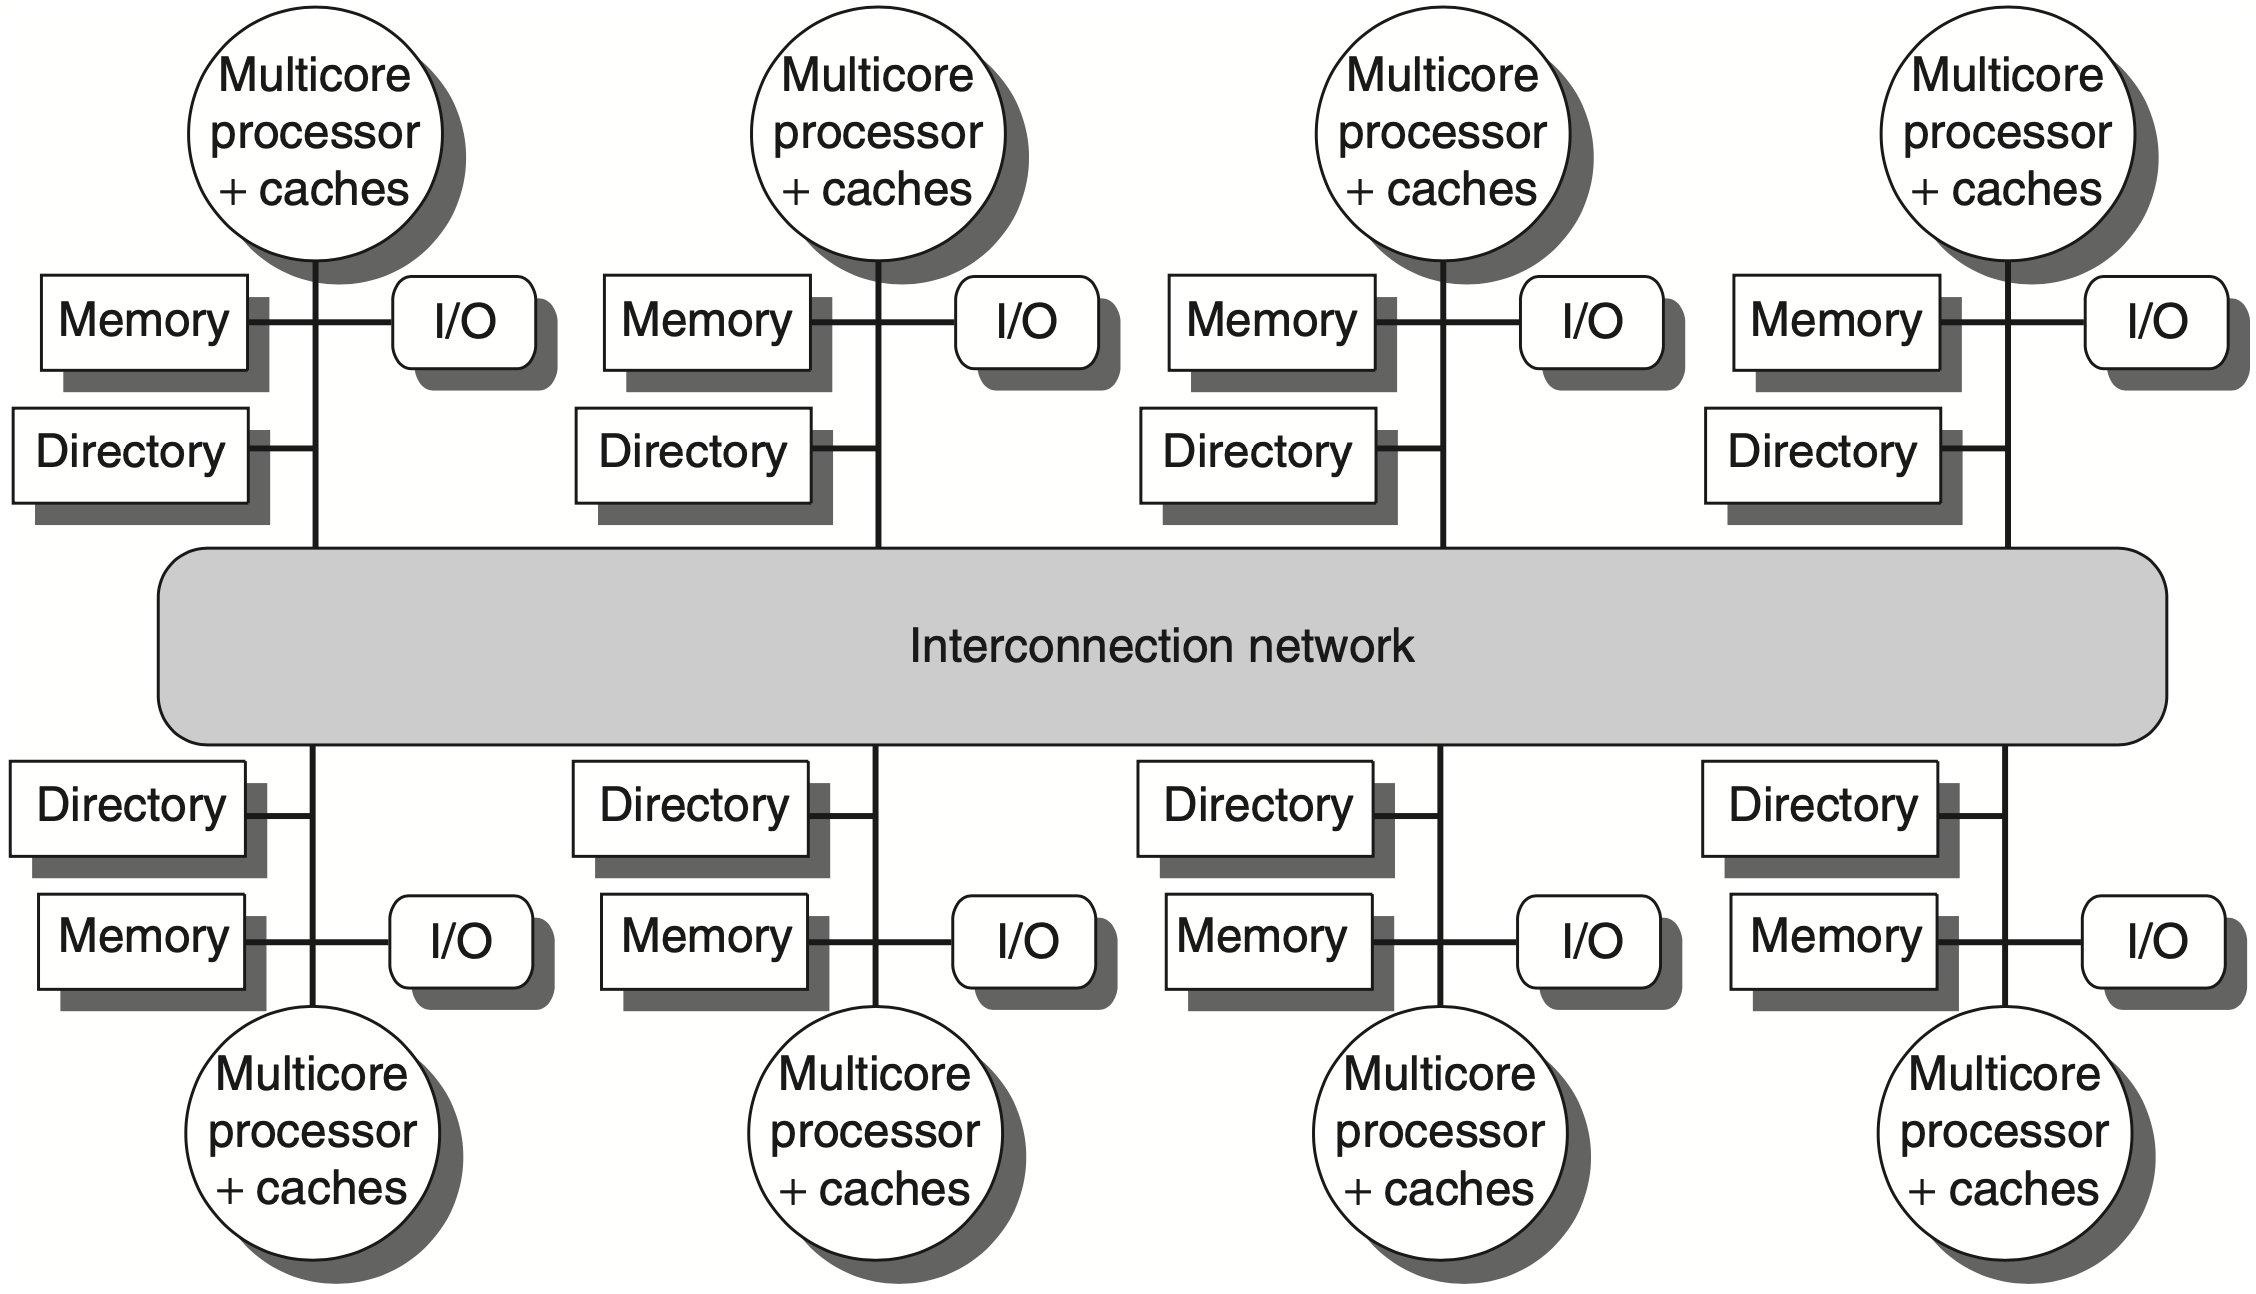 Multicore
processor
+ caches
Multicore
processor
+ caches
Multicore
processor
+ caches
Multicore
processor
+ caches
Memory
I/O
Memory
I/O
Memory
I/O
Memory
I/O
Directory
Directory
Directory
Directory
Interconnection network
Directory
Directory
Directory
Directory
Memory
I/O
Memory
I/O
Memory
I/O
Memory
I/O
Multicore
processor
+ caches
Multicore
processor
+ caches
Multicore
processor
+ caches
Multicore
processor
+ caches